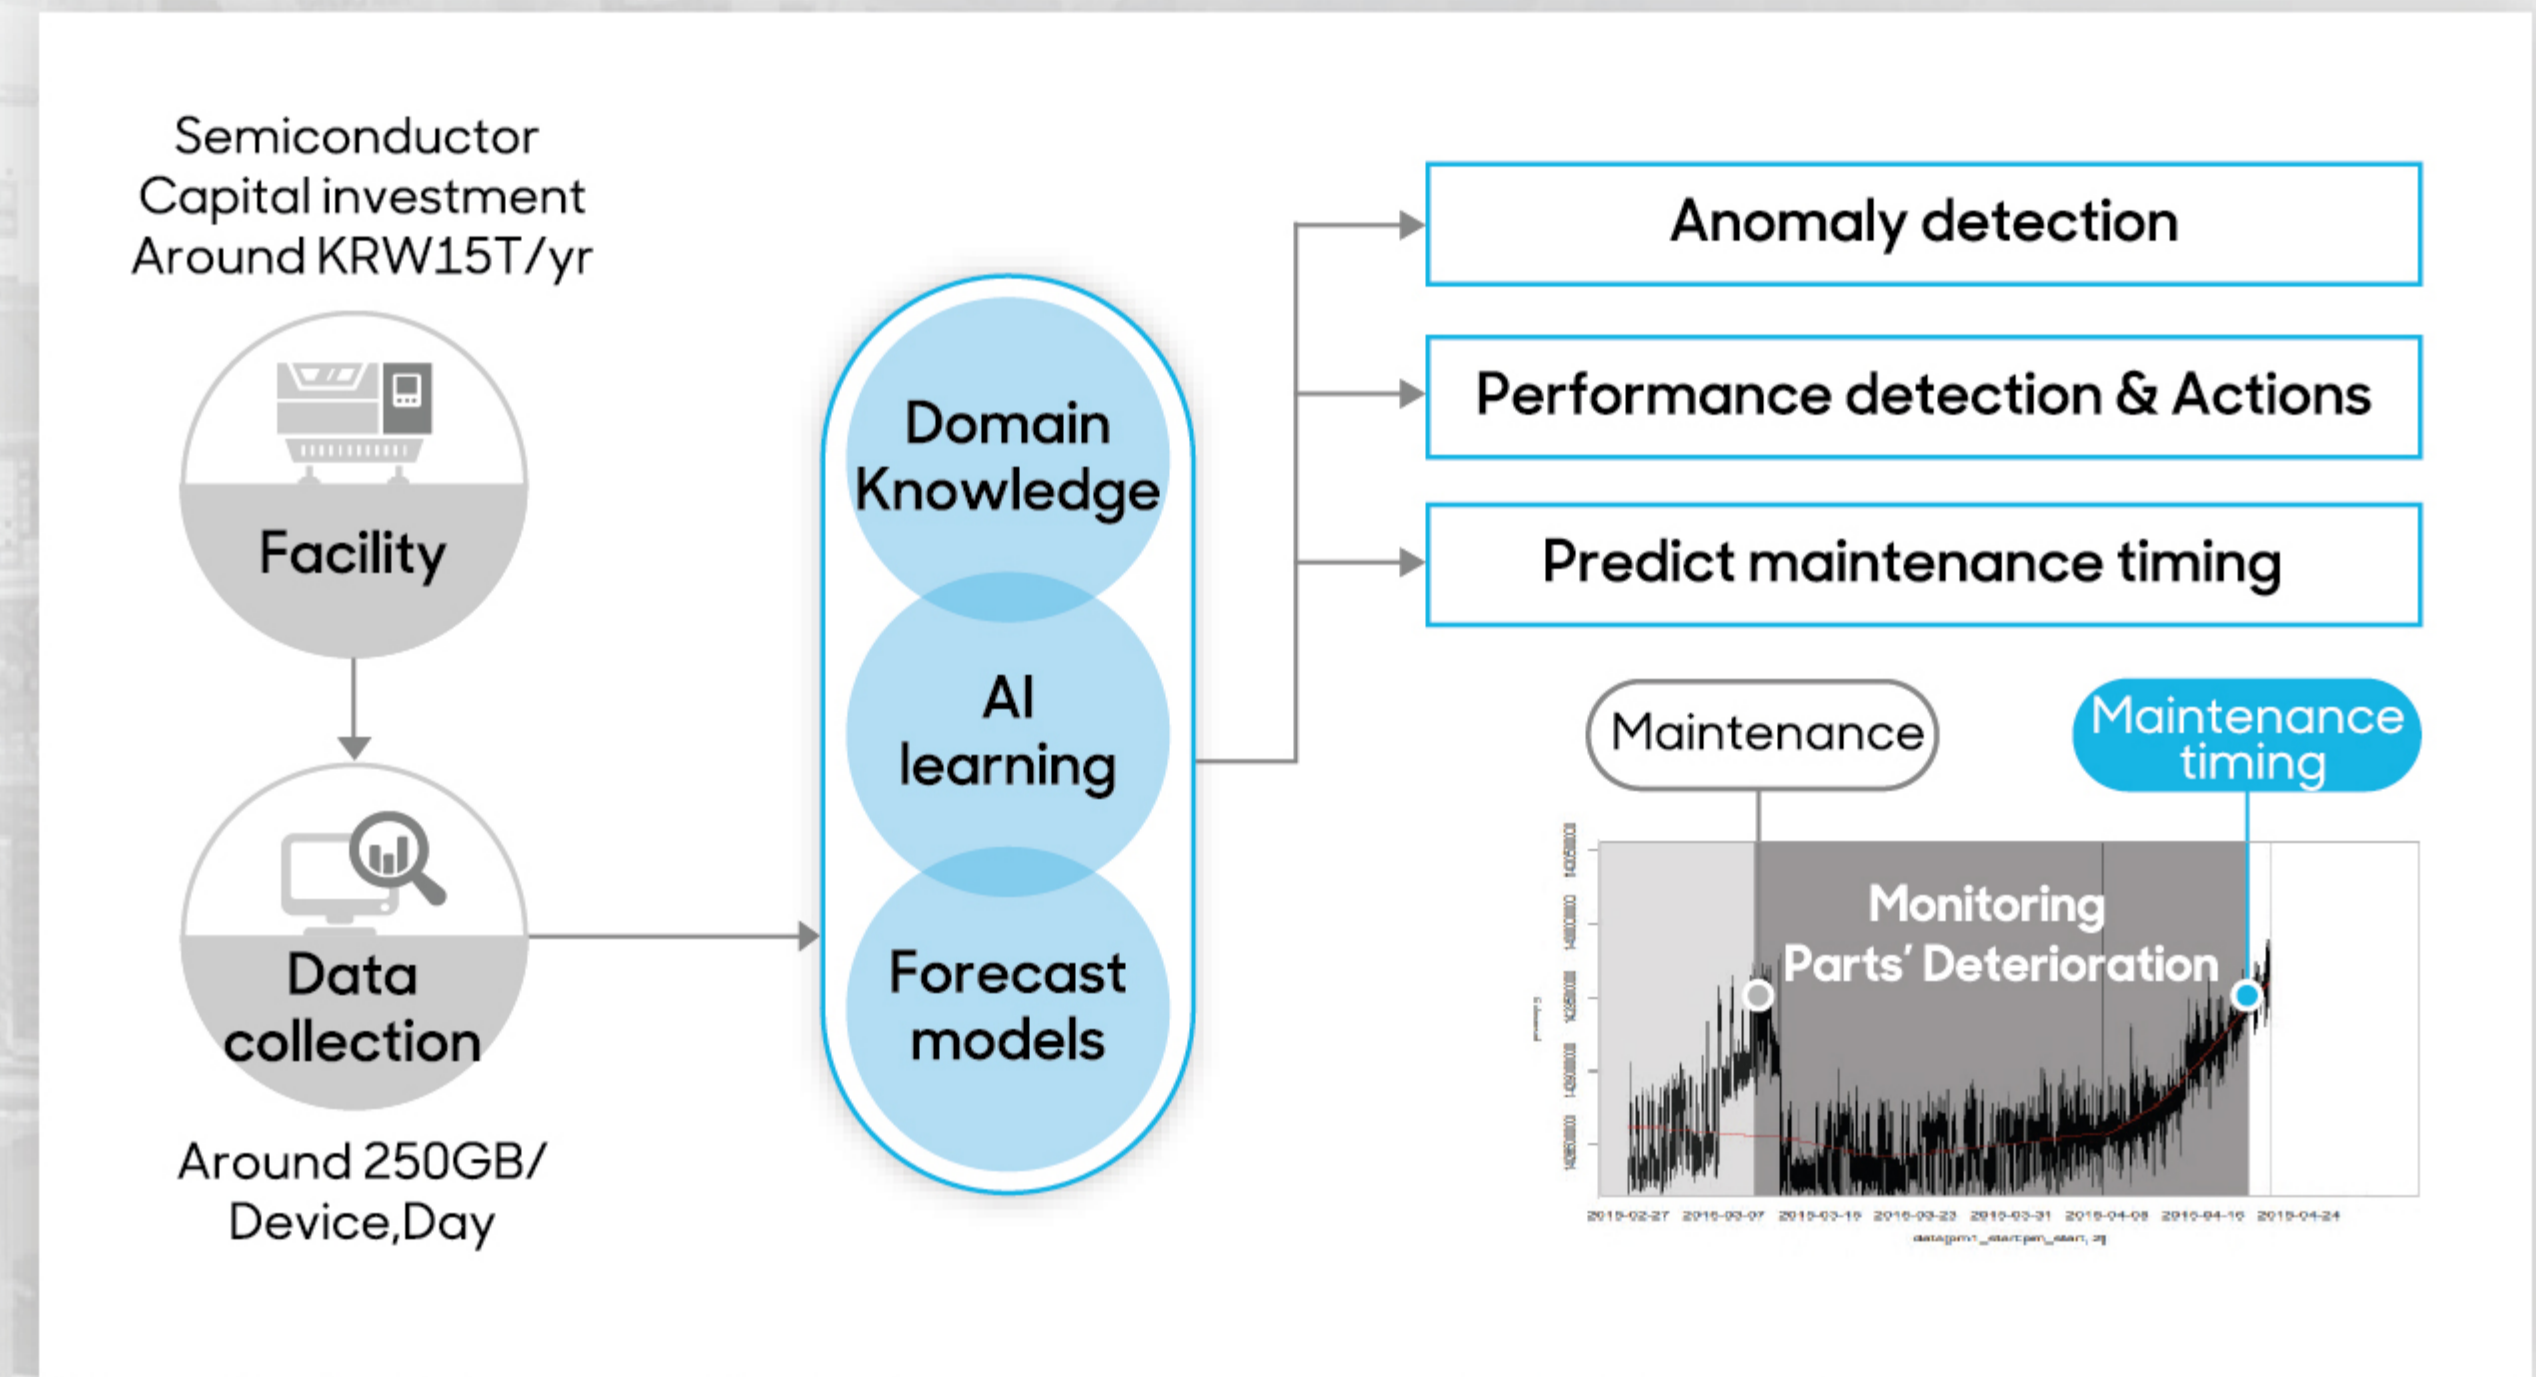 Semiconductor
Capital investment
Around KRW15T/yr
Facility
Data
collection
Around 250GB/
Device,Day
Domain
Knowledge
AI
learning
Forecast
models
Anomaly detection
Performance detection & Actions
Predict maintenance timing
Maintenance
Maintenance
timing
Monitoring
Parts' Deterioration